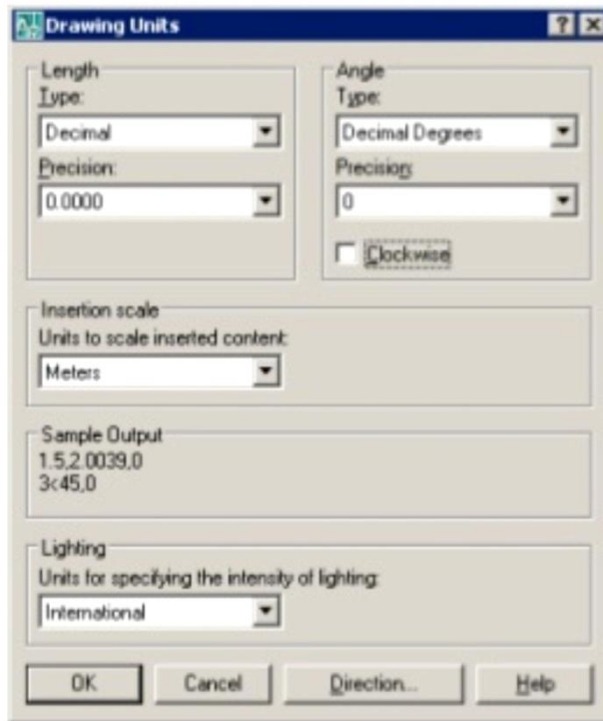 Drawing Units
Length
Type:
Decimal
Precision:
0.0000
Angle
Type:
Decimal Degrees
Precision:
0
Clockwise
Insertion scale
Units to scale inserted content:
Meters
Sample Output
1.5,2.0039,0
3<45,0
Lighting
Units for specifying the intensity of lighting:
International
OK
Cancel
Direction...
Help